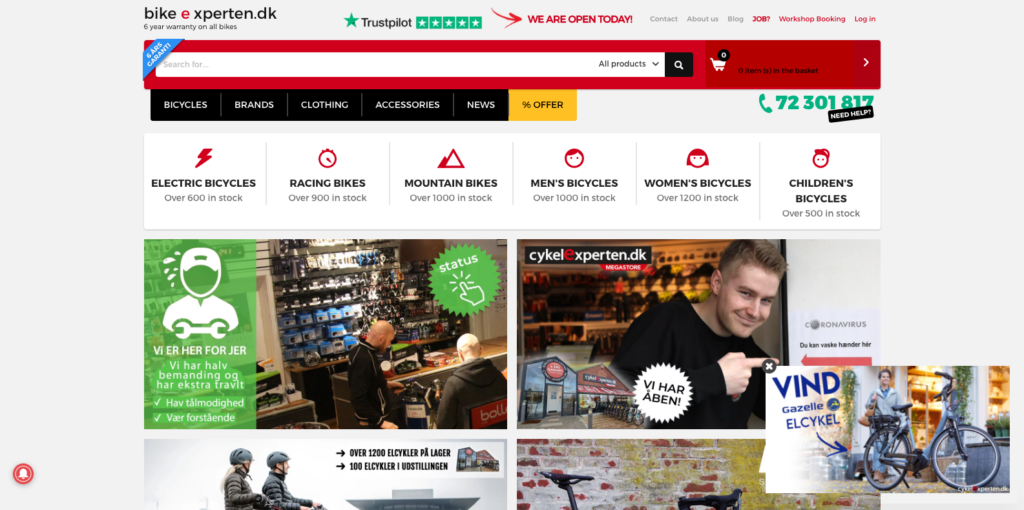 bike e xperten.dk
6 year warranty on all bikes
Trustpilot
WE ARE OPEN TODAY!
Contact
About us
Blog
JOB?
Workshop Booking
Log in
6 ÅRS
GARANTI
Search for...
All products
0
0 item (s) in the basket
BICYCLES
BRANDS
CLOTHING
ACCESSORIES
NEWS
% OFFER
72 301 817
NEED HELP?
ELECTRIC BICYCLES
Over 600 in stock
RACING BIKES
Over 900 in stock
MOUNTAIN BIKES
Over 1000 in stock
MEN'S BICYCLES
Over 1000 in stock
WOMEN'S BICYCLES
Over 1200 in stock
CHILDREN'S
BICYCLES
Over 500 in stock
status
Vi ER HER FOR JER
Vi har halv
bemanding og
har ekstra travlt
Hav tålmodighed
Vær forstående
bolle
cykelexperten.dk
MEGASTORE
VI HAR
ÅBEN!
CORONAVIRUS
Du kan vaske hænder hér
VIND
Gazelle
ELCYKEL
cykelexperten.dk
→ OVER 1200 ELCYKLER PÅ LAGER
→ 100 ELCYKLER I UDSTILLINGEN